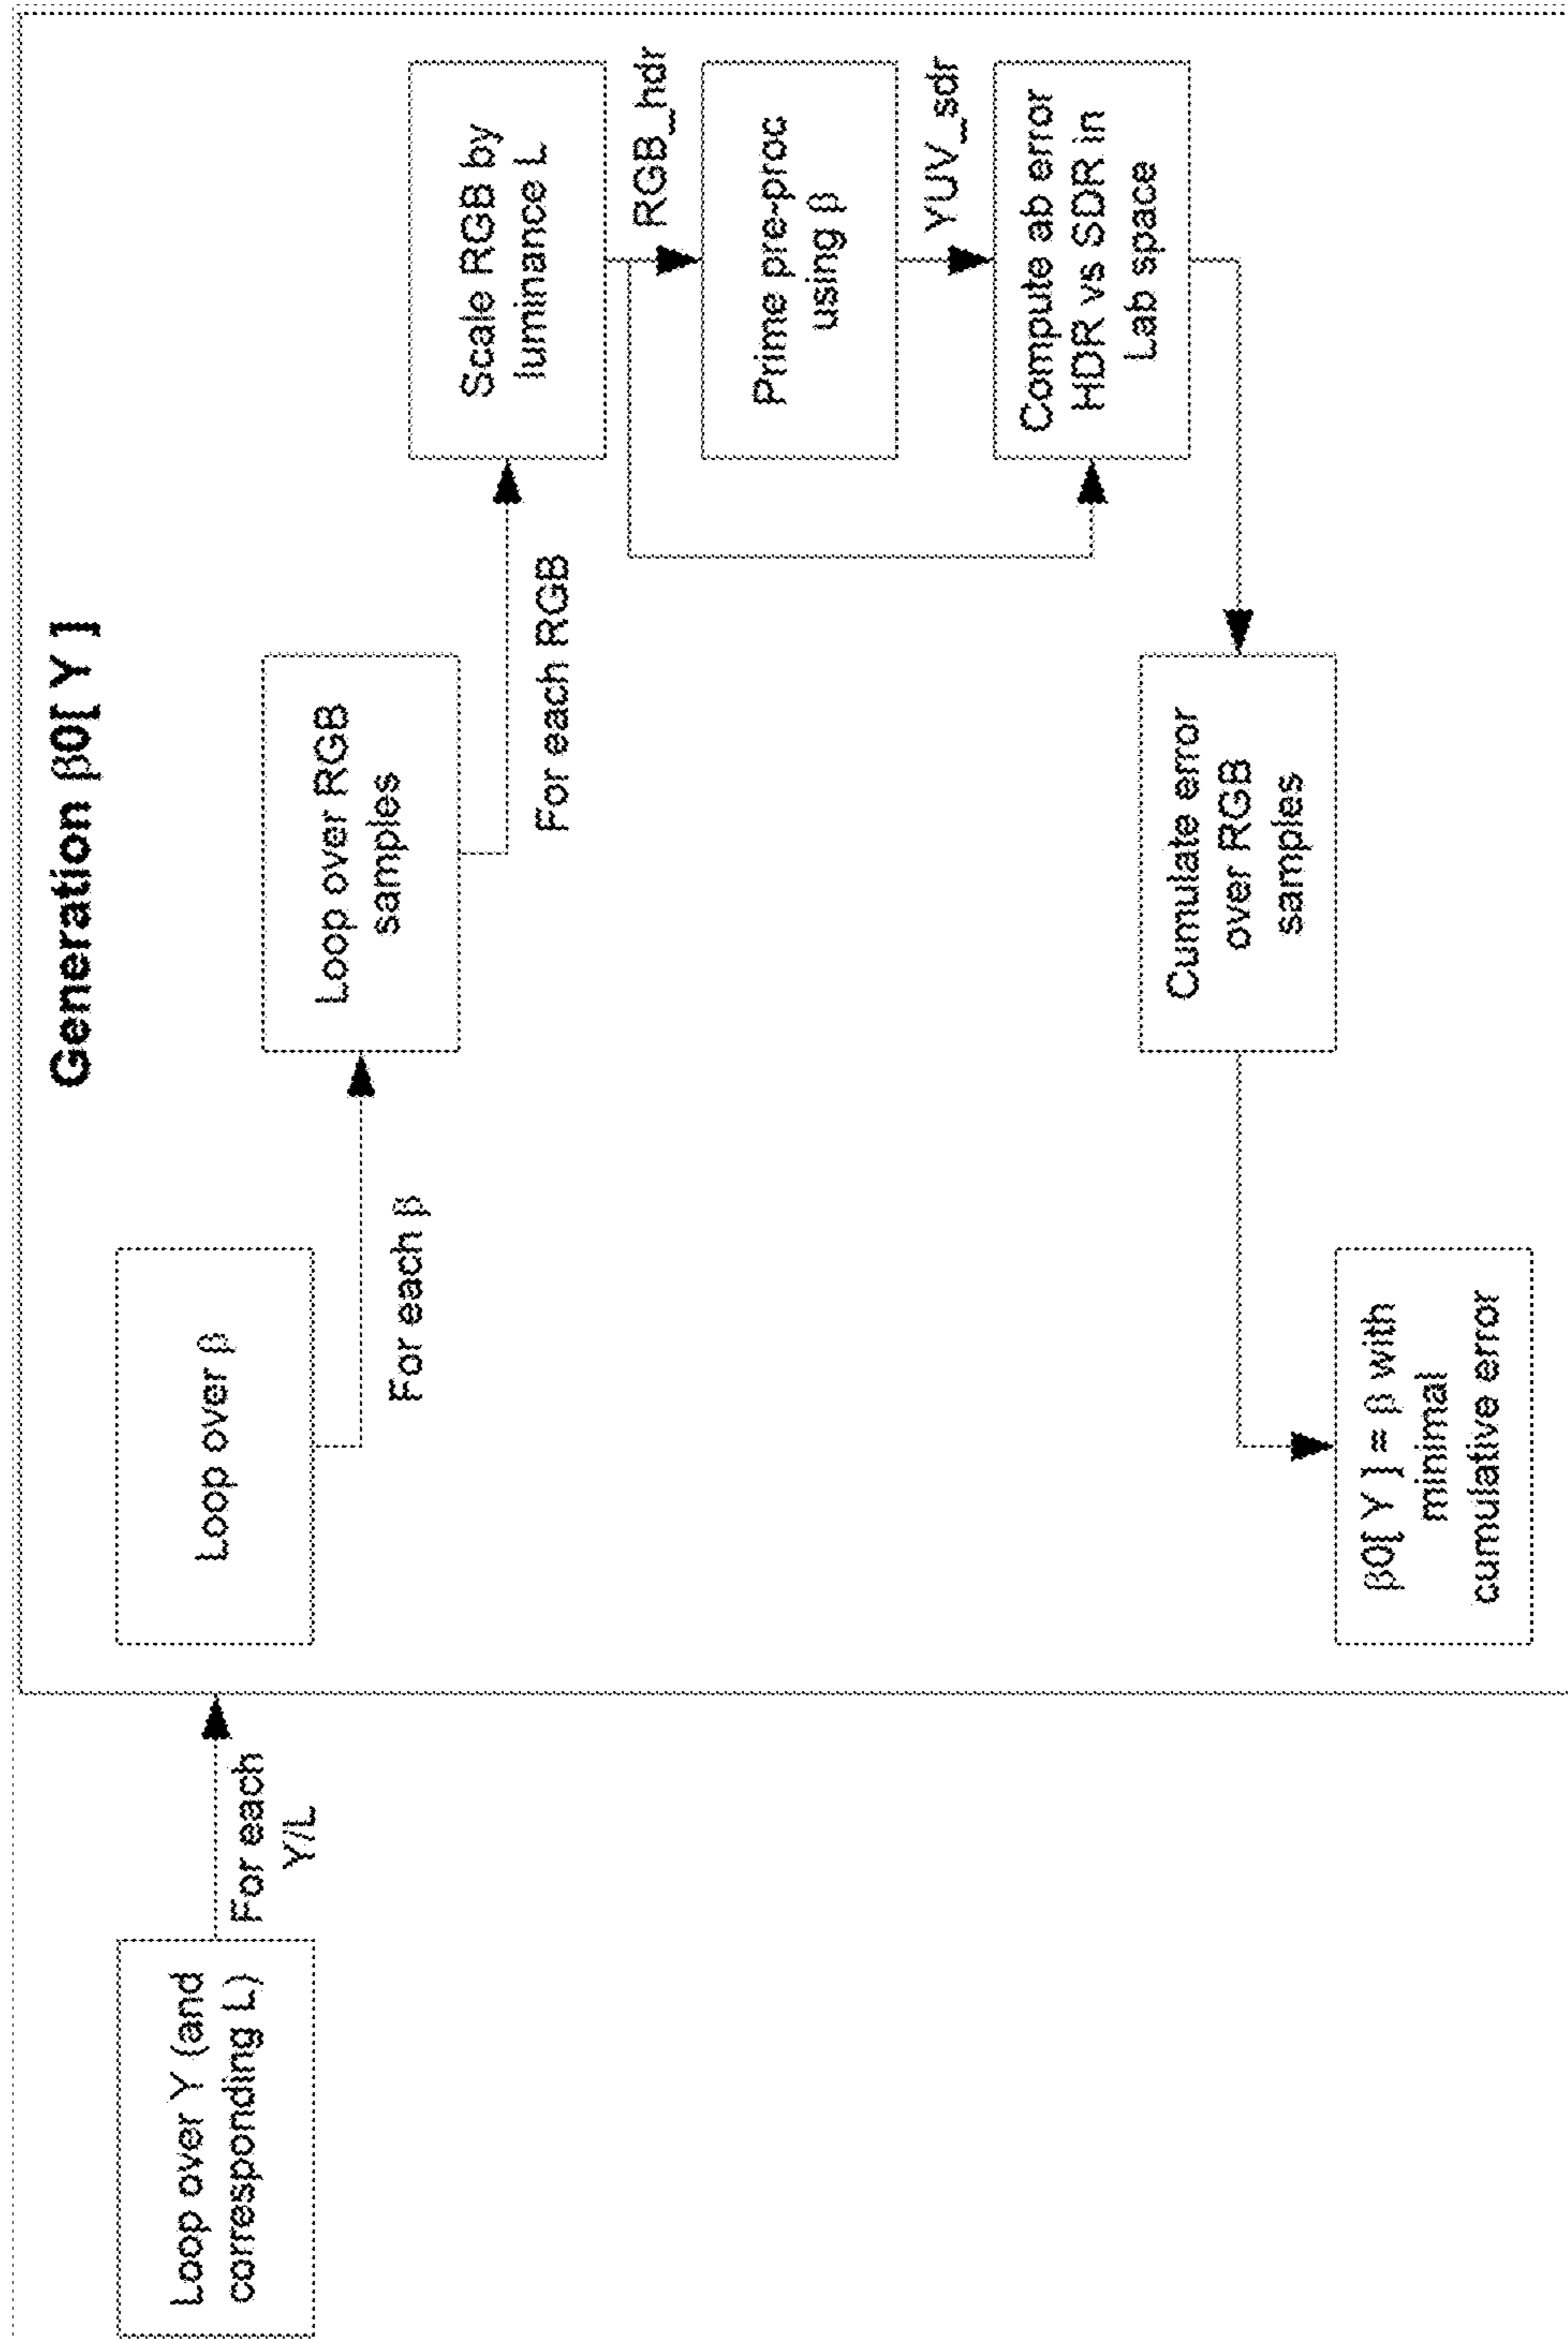 Generation β0[ Y ]
Loop over Y (and
corresponding L)
For each
Y/L
Loop over β
For each β
Loop over RGB
samples
For each RGB
Scale RGB by
luminance L
RGB_hdr
Prime pre-proc
using β
YUV_sdr
Compute ab error
HDR vs SDR in
Lab space
Cumulate error
over RGB
samples
β0[ Y ] = β with
minimal
cumulative error